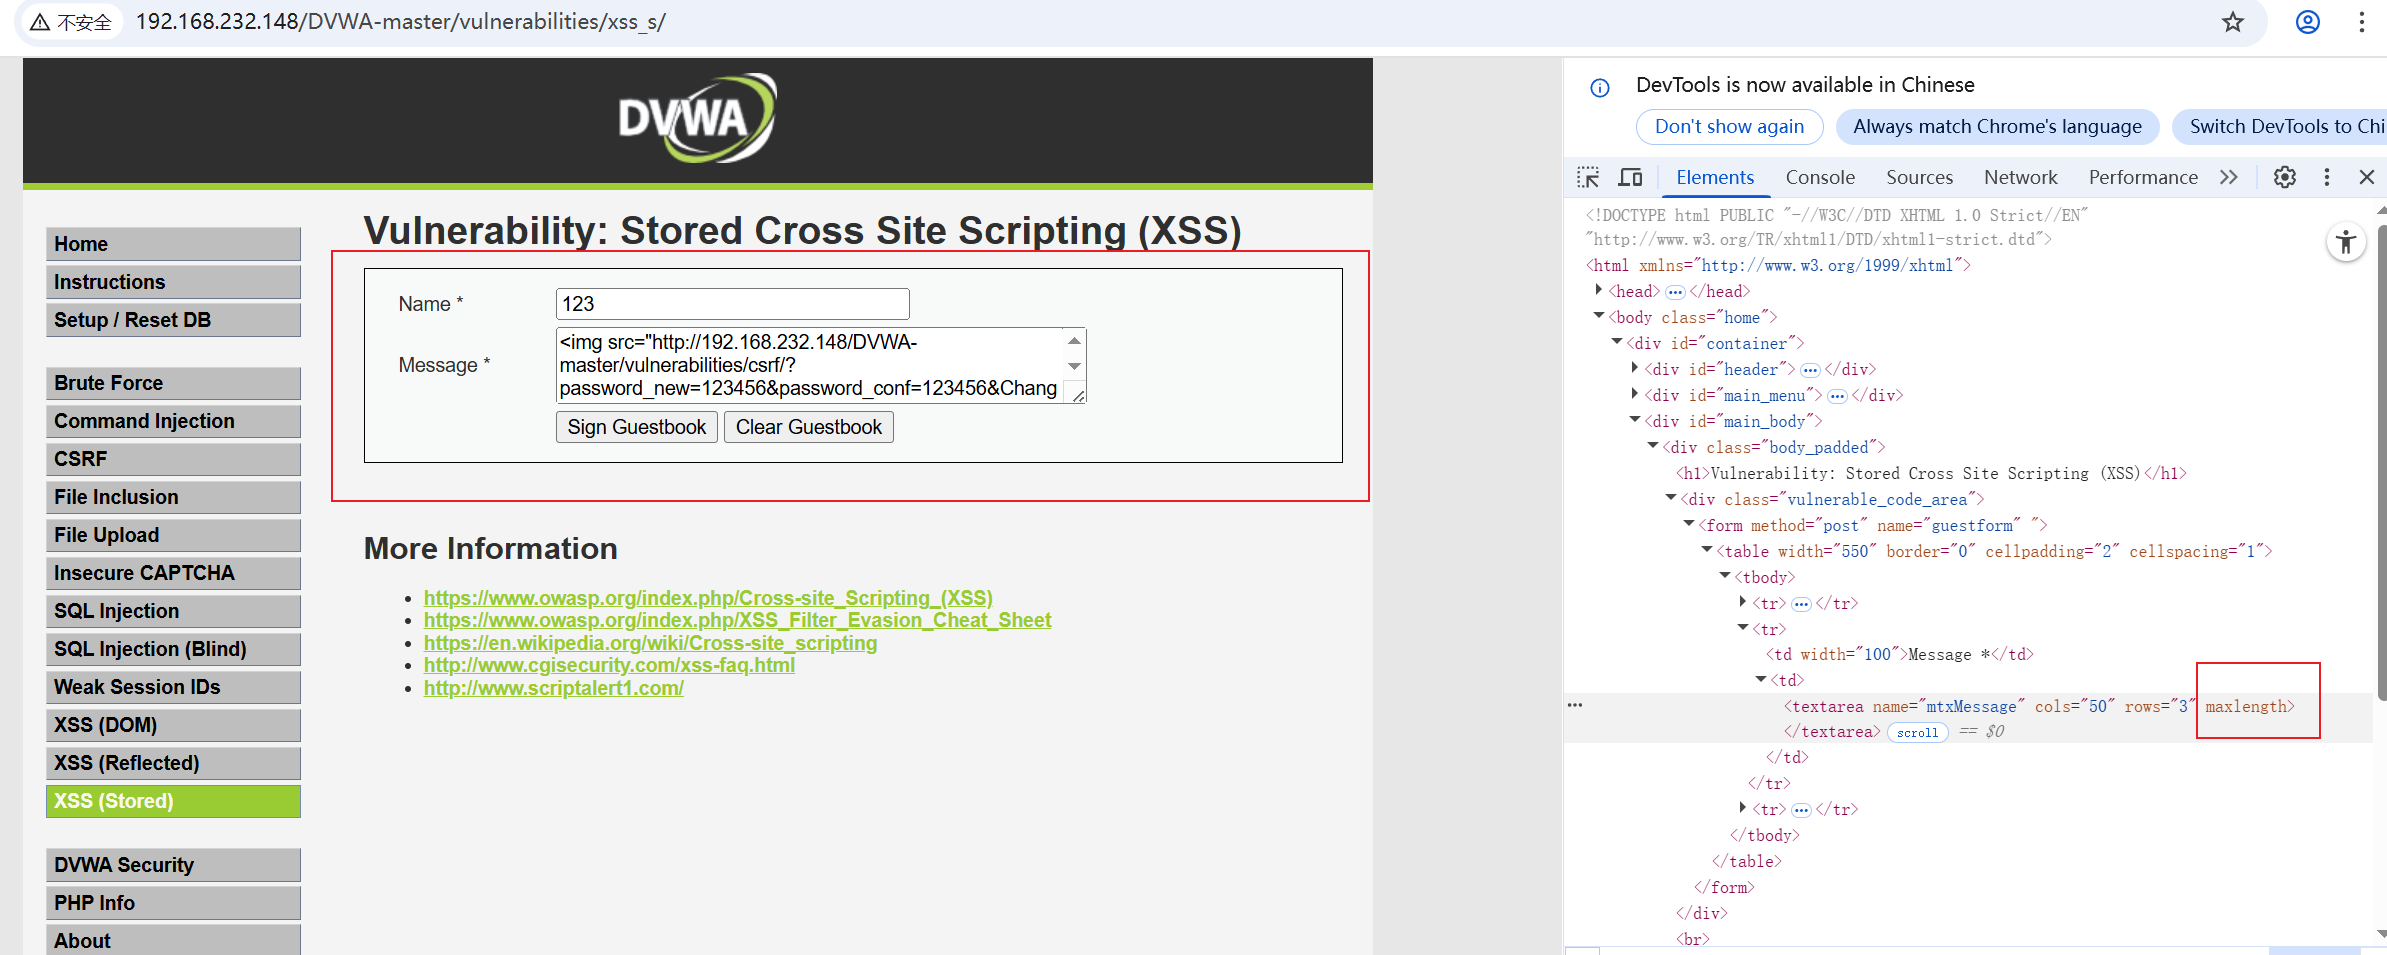 不安全 192.168.232.148/DVWA-master/vulnerabilities/xss_s/
DVWA
Home
Instructions
Setup / Reset DB
Brute Force
Command Injection
CSRF
File Inclusion
File Upload
Insecure CAPTCHA
SQL Injection
SQL Injection (Blind)
Weak Session IDs
XSS (DOM)
XSS (Reflected)
XSS (Stored)
DVWA Security
PHP Info
About
Vulnerability: Stored Cross Site Scripting (XSS)
Name * 123
Message * <img src="http://192.168.232.148/DVWA-
master/vulnerabilities/csrf/?
password_new=123456&password_conf=123456&Chang
Sign Guestbook Clear Guestbook
More Information
https://www.owasp.org/index.php/Cross-site_Scripting_(XSS)
https://www.owasp.org/index.php/XSS_Filter_Evasion_Cheat_Sheet
https://en.wikipedia.org/wiki/Cross-site_scripting
http://www.cgisecurity.com/xss-faq.html
http://www.scriptalert1.com/
DevTools is now available in Chinese
Don't show again Always match Chrome's language Switch DevTools to Chi
Elements Console Sources Network Performance
<!DOCTYPE html PUBLIC "-//W3C//DTD XHTML 1.0 Strict//EN"
"http://www.w3.org/TR/xhtml1/DTD/xhtml1-strict.dtd">
<html xmlns="http://www.w3.org/1999/xhtml">
<head> ⋯ </head>
<body class="home">
<div id="container">
<div id="header"> ⋯ </div>
<div id="main_menu"> ⋯ </div>
<div id="main_body">
<div class="body_padded">
<h1>Vulnerability: Stored Cross Site Scripting (XSS)</h1>
<div class="vulnerable_code_area">
<form method="post" name="guestform" ">
<table width="550" border="0" cellpadding="2" cellspacing="1">
<tbody>
<tr> ⋯ </tr>
<tr>
<td width="100">Message *</td>
<td>
<textarea name="mtxMessage" cols="50" rows="3" maxlength>
</textarea> scroll == $0
</td>
</tr>
<tr> ⋯ </tr>
</tbody>
</table>
</form>
</div>
<br>